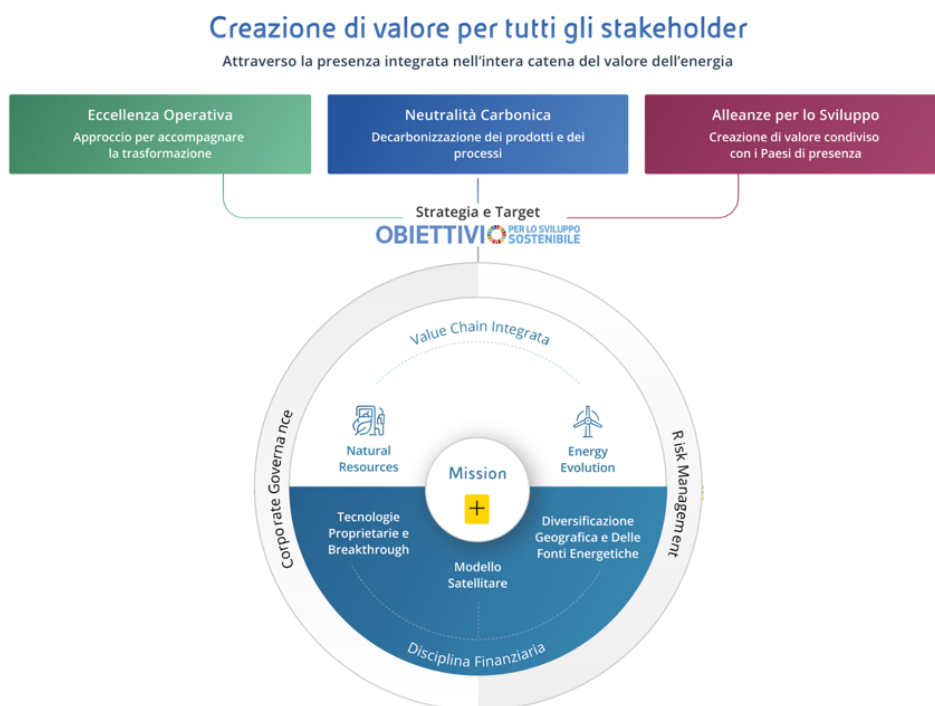 Creazione di valore per tutti gli stakeholder
Attraverso la presenza integrata nell'intera catena del valore dell'energia
Eccellenza Operativa
Approccio per accompagnare
la trasformazione
Neutralità Carbonica
Decarbonizzazione dei prodotti e dei
processi
Alleanze per lo Sviluppo
Creazione di valore condiviso
con i Paesi di presenza
Strategia e Target
OBIETTIVI PER LO SVILUPPO
SOSTENIBILE
Value Chain Integrata
Corporate Governance
Risk Management
Natural
Resources
Energy
Evolution
Mission
+
Tecnologie
Proprietarie e
Breakthrough
Modello
Satellitare
Diversificazione
Geografica e Delle
Fonti Energetiche
Disciplina Finanziaria